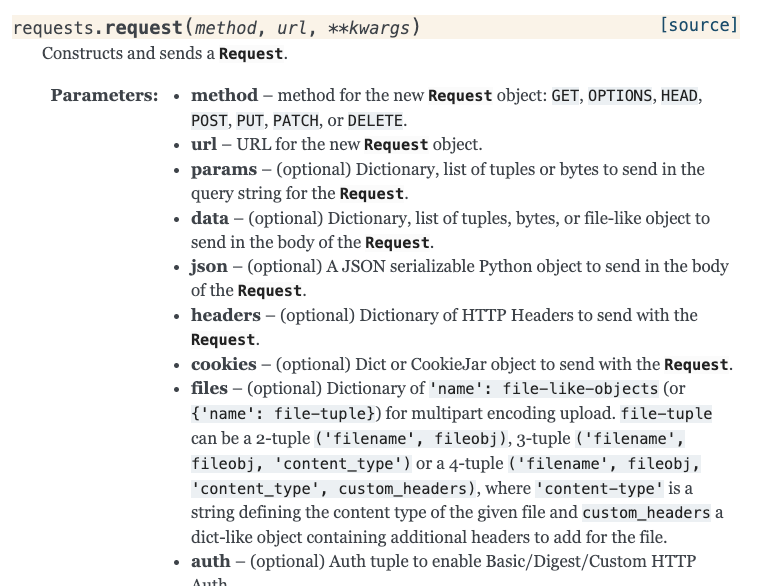 requests.request(method, url, **kwargs) [source]
Constructs and sends a Request.
Parameters: • method – method for the new Request object: GET, OPTIONS, HEAD,
POST, PUT, PATCH, or DELETE.
• url – URL for the new Request object.
• params – (optional) Dictionary, list of tuples or bytes to send in the
query string for the Request.
• data – (optional) Dictionary, list of tuples, bytes, or file-like object to
send in the body of the Request.
• json – (optional) A JSON serializable Python object to send in the body
of the Request.
• headers – (optional) Dictionary of HTTP Headers to send with the
Request.
• cookies – (optional) Dict or CookieJar object to send with the Request.
• files – (optional) Dictionary of 'name': file-like-objects (or
{'name': file-tuple}) for multipart encoding upload. file-tuple
can be a 2-tuple ('filename', fileobj), 3-tuple ('filename',
fileobj, 'content_type') or a 4-tuple ('filename', fileobj,
'content_type', custom_headers), where 'content-type' is a
string defining the content type of the given file and custom_headers a
dict-like object containing additional headers to add for the file.
• auth – (optional) Auth tuple to enable Basic/Digest/Custom HTTP
Auth.